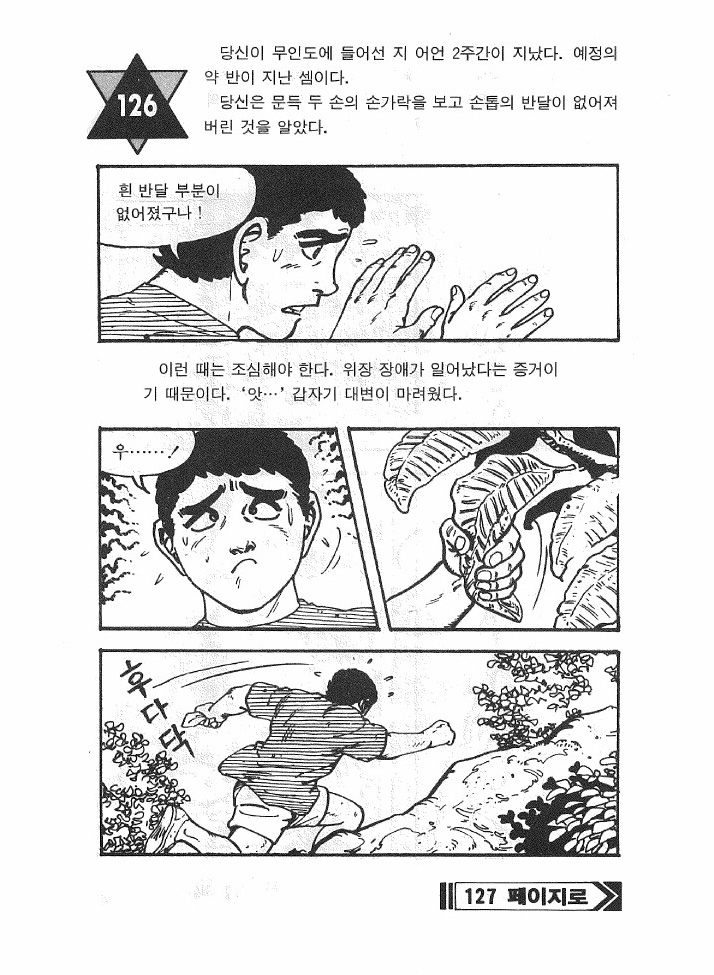 126
당신이 무인도에 들어선 지 어언 2주간이 지났다. 예정의
약 반이 지난 셈이다.
당신은 문득 두 손의 손가락을 보고 손톱의 반달이 없어져
버린 것을 알았다.
흰 반달 부분이
없어졌구나!
이런 때는 조심해야 한다. 위장 장애가 일어났다는 증거이
기 때문이다. ‘앗…’ 갑자기 대변이 마려웠다.
우……!
후다닥
127 페이지로